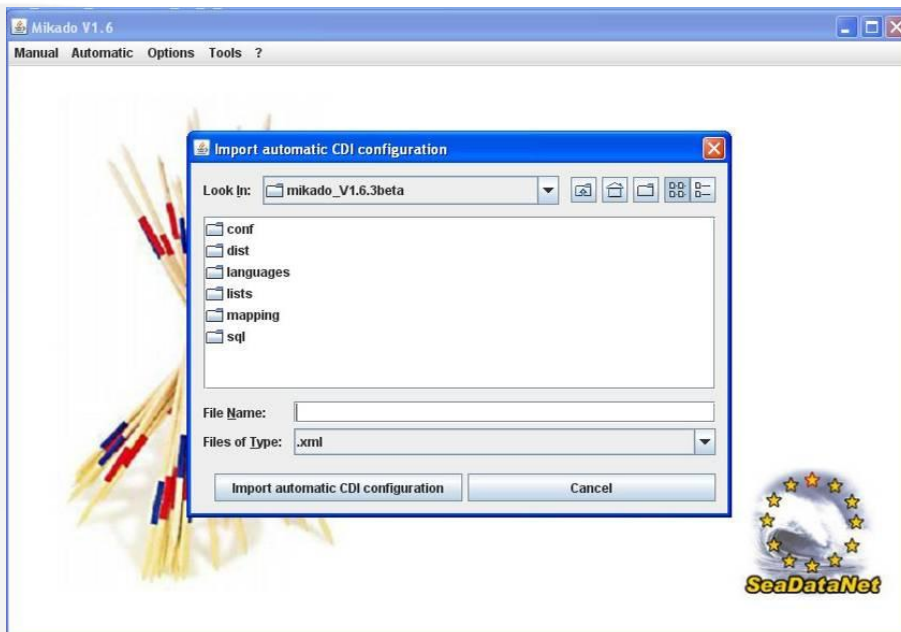 Mikado V1.6
Manual Automatic Options Tools ?
Import automatic CDI configuration
Look In: mikado_V1.6.3beta
conf
dist
languages
lists
mapping
sql
File Name:
Files of Type: .xml
Import automatic CDI configuration Cancel
SeaDataNet